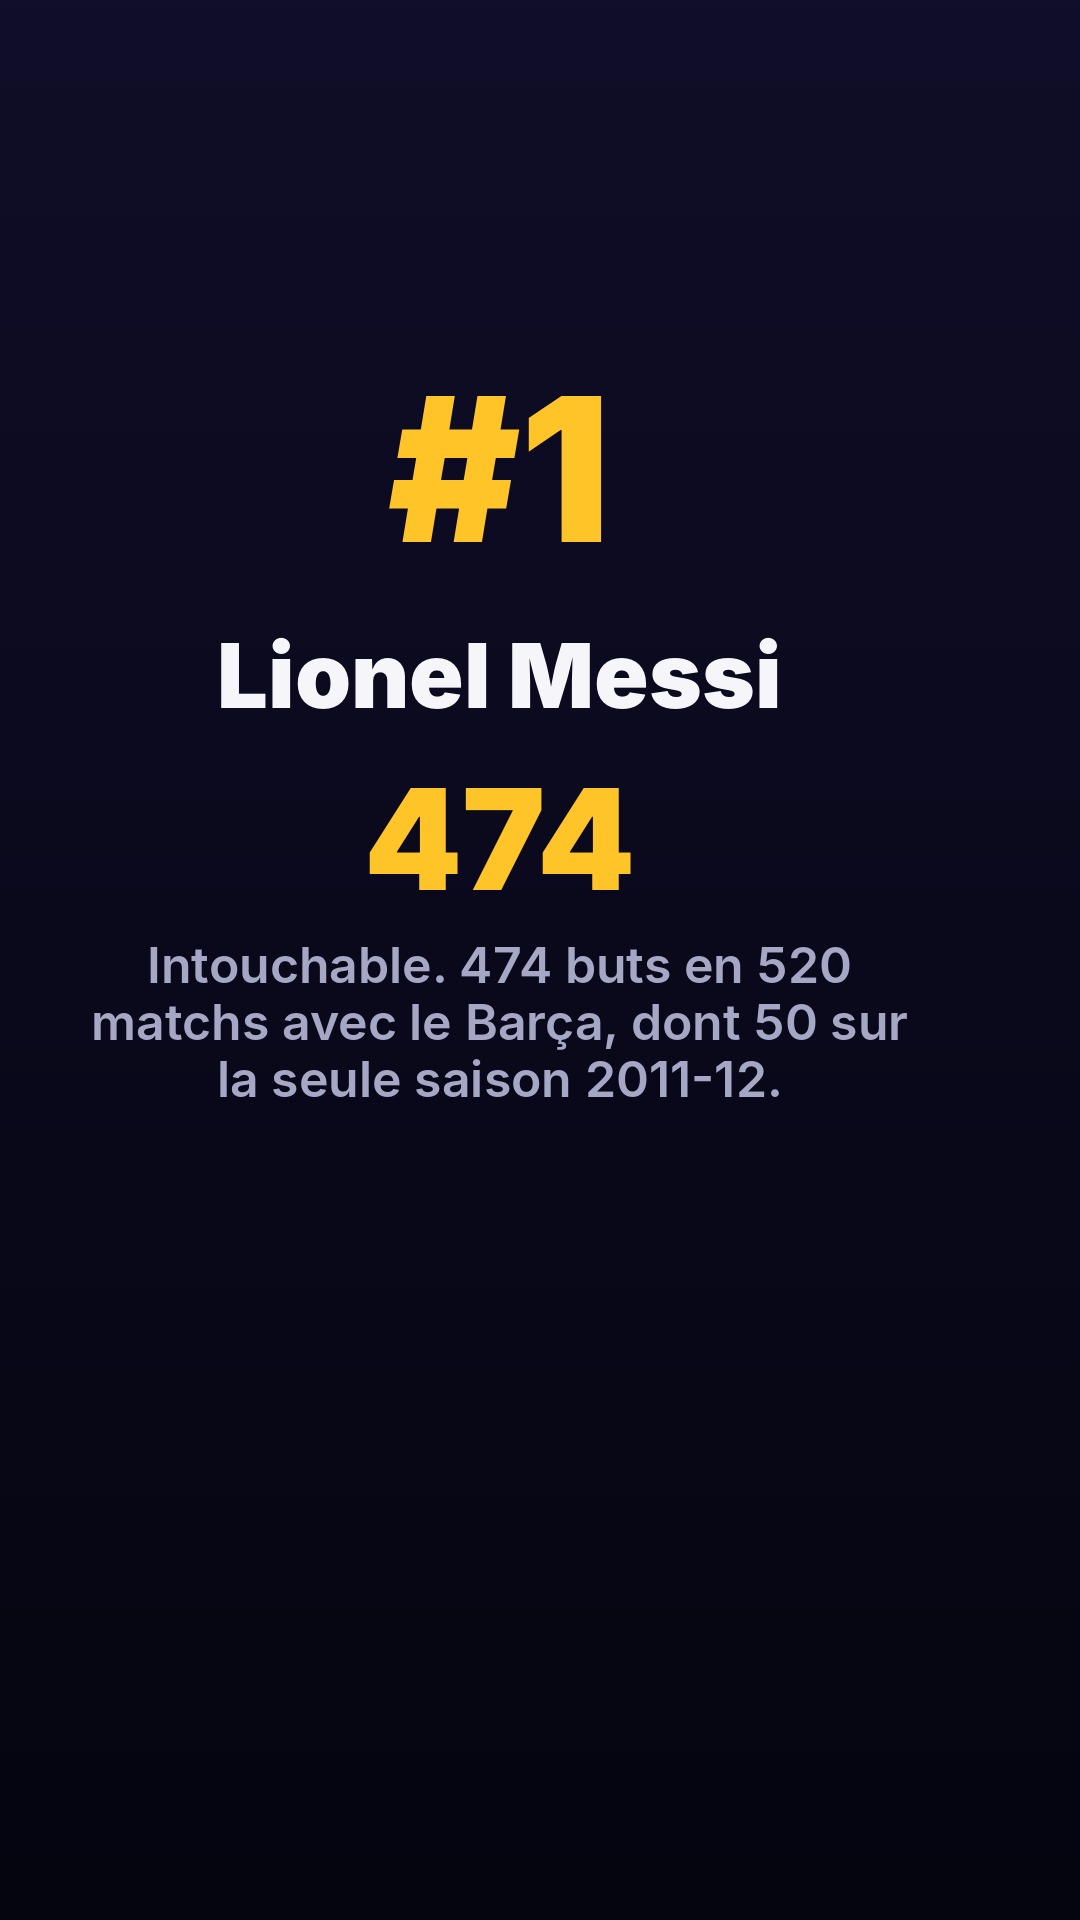 #1
Lionel Messi
474
Intouchable. 474 buts en 520
matchs avec le Barça, dont 50 sur
la seule saison 2011-12.